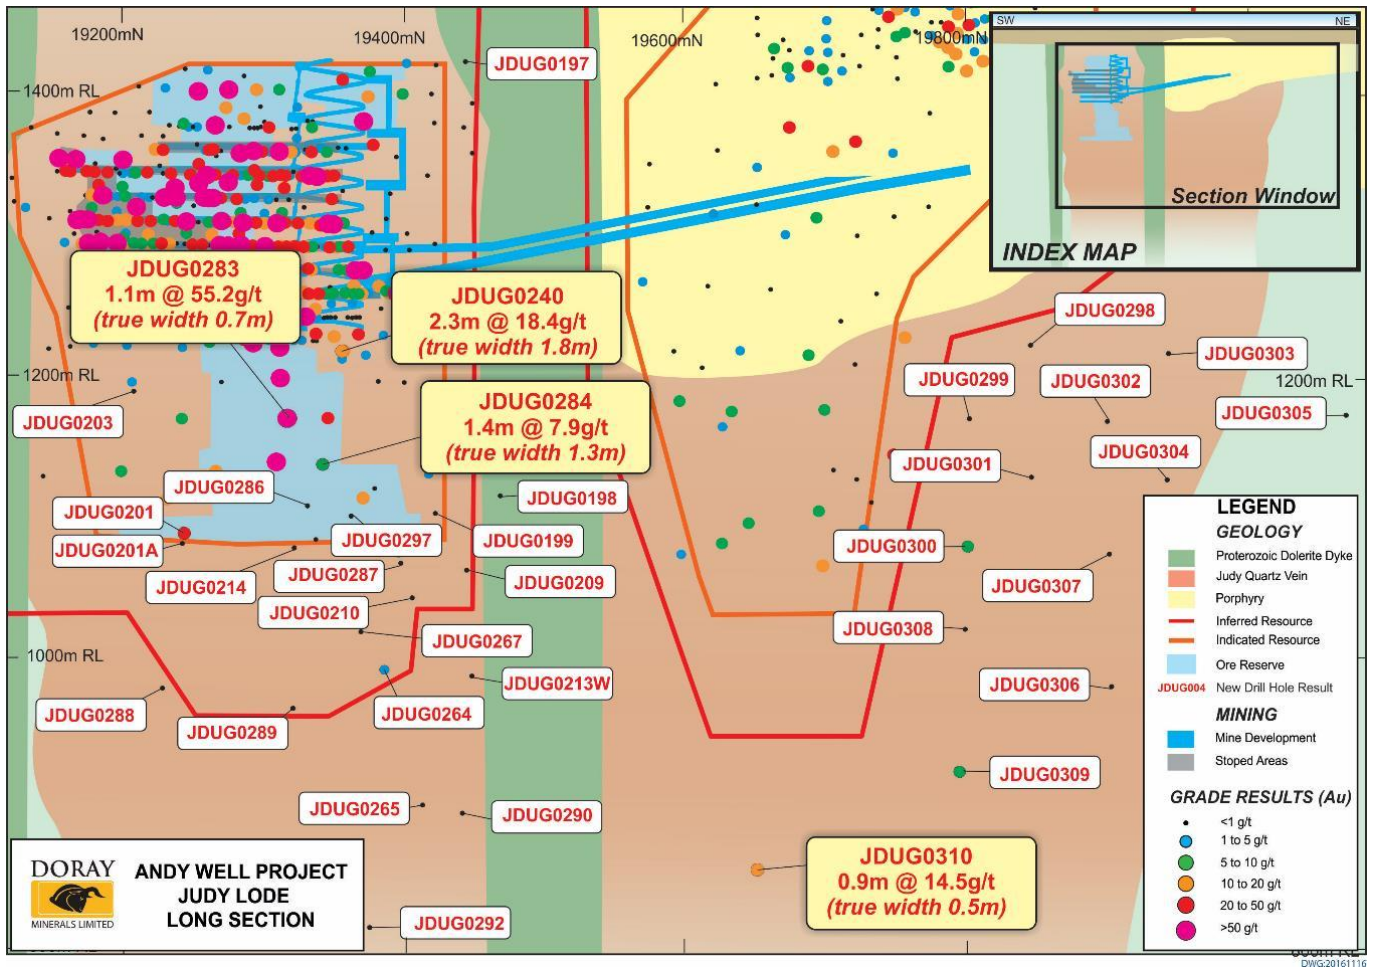 19200mN
19400mN
19600mN
19800mN
SW
NE
Section Window
INDEX MAP
1400m RL
JDUG0197
JDUG0283
1.1m @ 55.2g/t
(true width 0.7m)
JDUG0240
2.3m @ 18.4g/t
(true width 1.8m)
JDUG0298
JDUG0303
1200m RL
1200m RL
JDUG0299
JDUG0302
JDUG0305
JDUG0203
JDUG0284
1.4m @ 7.9g/t
(true width 1.3m)
JDUG0304
JDUG0301
JDUG0286
JDUG0198
JDUG0201
JDUG0297
JDUG0199
JDUG0201A
JDUG0300
JDUG0214
JDUG0287
JDUG0209
JDUG0307
JDUG0210
JDUG0308
JDUG0267
1000m RL
JDUG0213W
JDUG0306
JDUG0288
JDUG0264
JDUG0289
JDUG0309
JDUG0265
JDUG0290
JDUG0310
0.9m @ 14.5g/t
(true width 0.5m)
JDUG0292
LEGEND
GEOLOGY
Proterozoic Dolerite Dyke
Judy Quartz Vein
Porphyry
Inferred Resource
Indicated Resource
Ore Reserve
JDUG004 New Drill Hole Result
MINING
Mine Development
Stoped Areas
GRADE RESULTS (Au)
<1 g/t
1 to 5 g/t
5 to 10 g/t
10 to 20 g/t
20 to 50 g/t
>50 g/t
DORAY
MINERALS LIMITED
ANDY WELL PROJECT
JUDY LODE
LONG SECTION
DWG:20161116